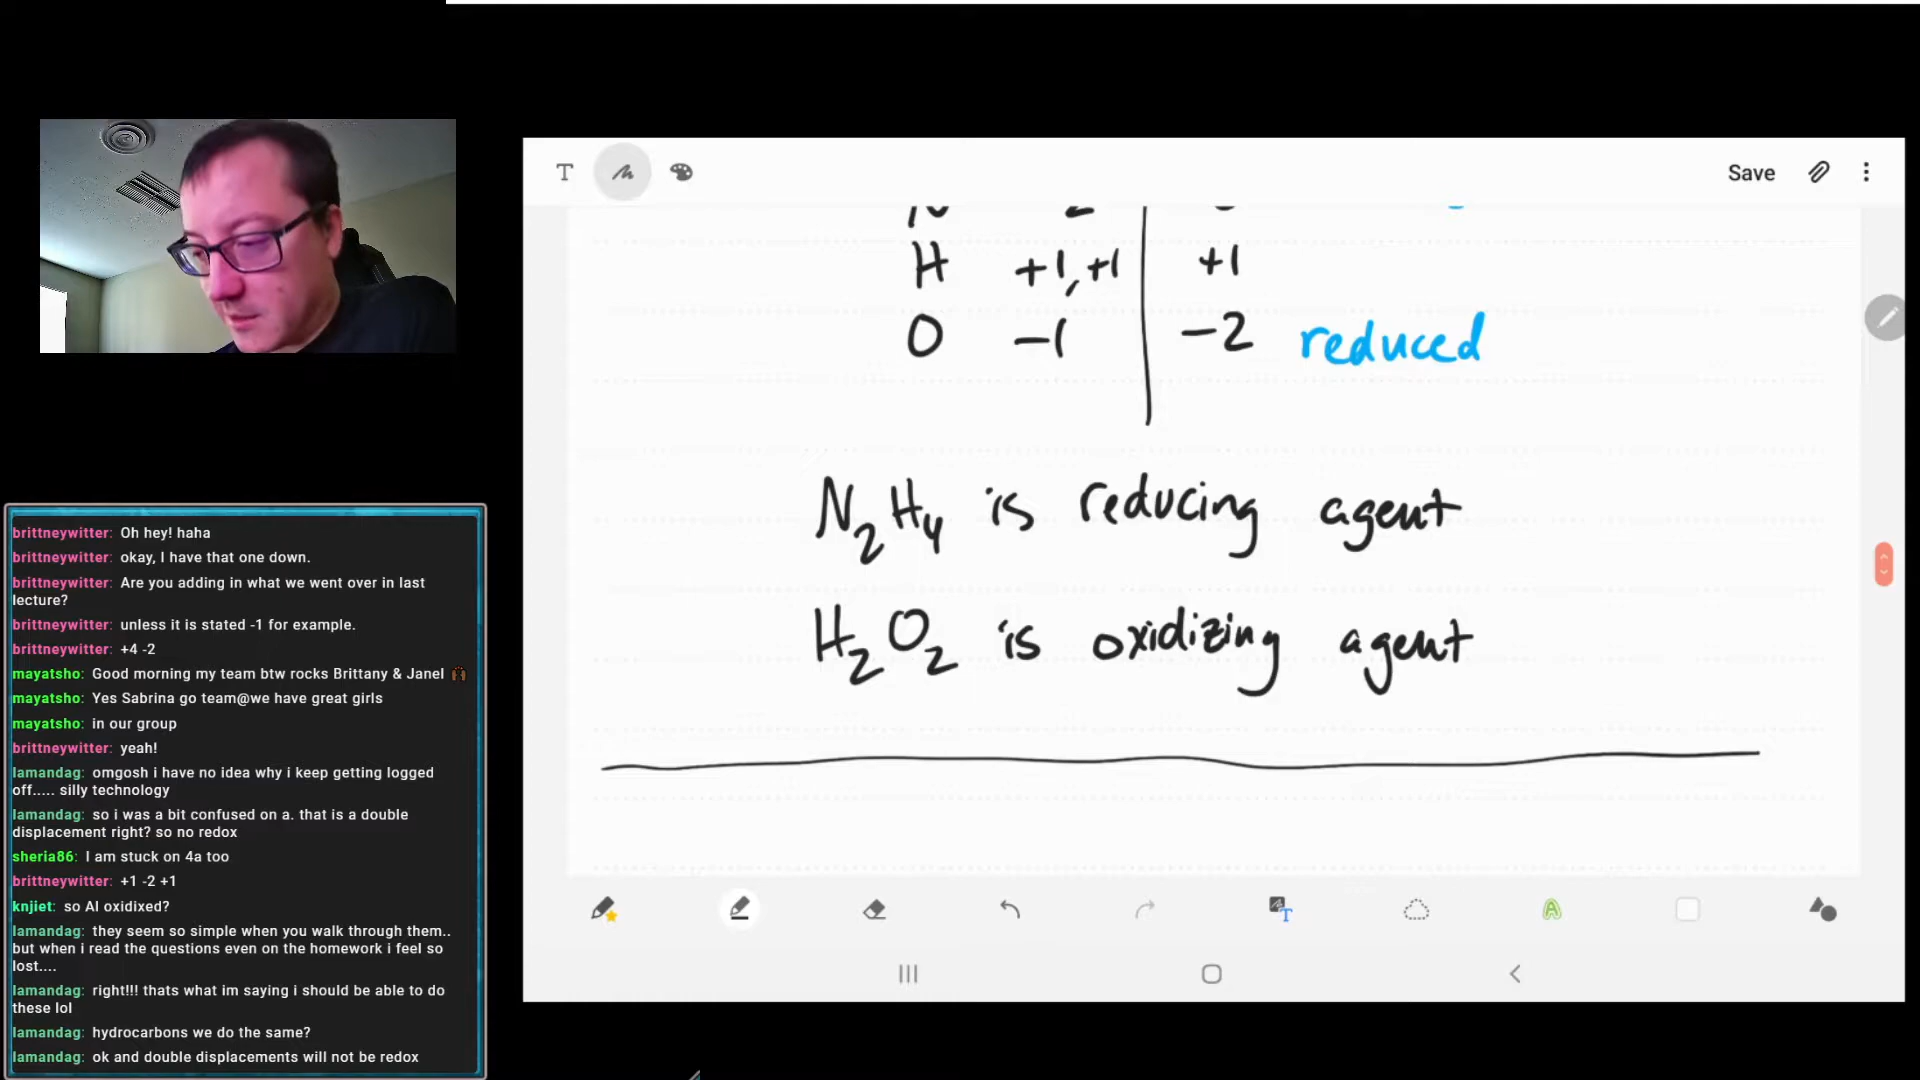 T Save
N -2 0
H +1,+1 +1
O -1 -2 reduced
N2H4 is reducing agent
H2O2 is oxidizing agent
T
A
brittneywitter: Oh hey! haha
brittneywitter: okay, I have that one down.
brittneywitter: Are you adding in what we went over in last
lecture?
brittneywitter: unless it is stated -1 for example.
brittneywitter: +4 -2
mayatsho: Good morning my team btw rocks Brittany & Janel
mayatsho: Yes Sabrina go team@we have great girls
mayatsho: in our group
brittneywitter: yeah!
lamandag: omgosh i have no idea why i keep getting logged
off..... silly technology
lamandag: so i was a bit confused on a. that is a double
displacement right? so no redox
sheria86: I am stuck on 4a too
brittneywitter: +1 -2 +1
knjiet: so Al oxidixed?
lamandag: they seem so simple when you walk through them..
but when i read the questions even on the homework i feel so
lost....
lamandag: right!!! thats what im saying i should be able to do
these lol
lamandag: hydrocarbons we do the same?
lamandag: ok and double displacements will not be redox